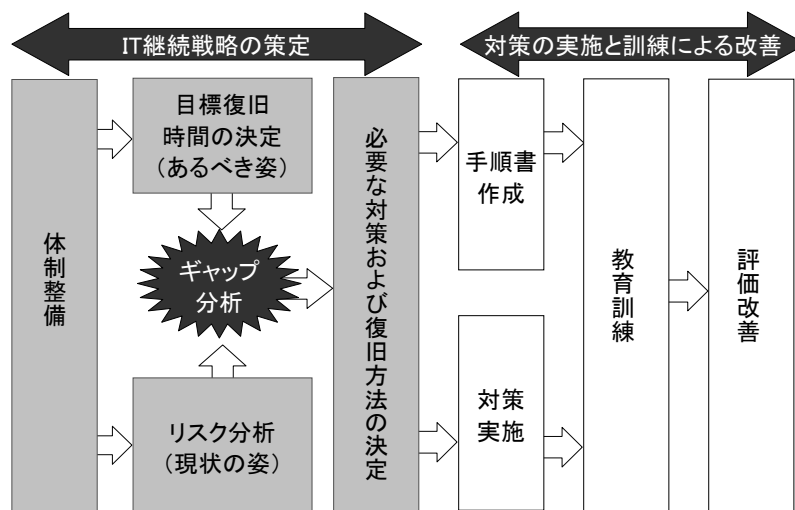 IT継続戦略の策定
対策の実施と訓練による改善
体制整備
目標復旧
時間の決定
（あるべき姿）
ギャップ
分析
リスク分析
（現状の姿）
必要な対策および復旧方法の決定
手順書
作成
対策
実施
教育訓練
評価改善